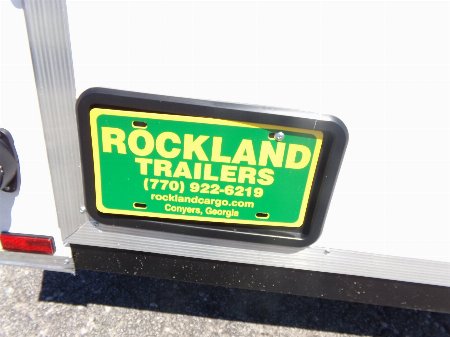 ROCKLAND
TRAILERS
(770) 922-6219
rocklandcargo.com
Conyers, Georgia